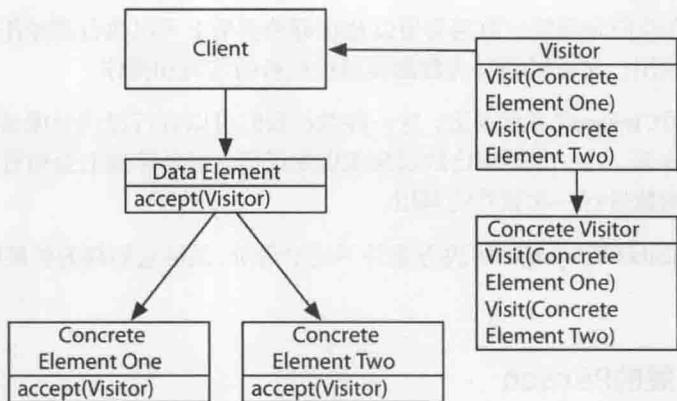 Client
Visitor
Visit(Concrete
Element One)
Visit(Concrete
Element Two)
Data Element
accept(Visitor)
Concrete Visitor
Visit(Concrete
Element One)
Visit(Concrete
Element Two)
Concrete
Element One
accept(Visitor)
Concrete
Element Two
accept(Visitor)